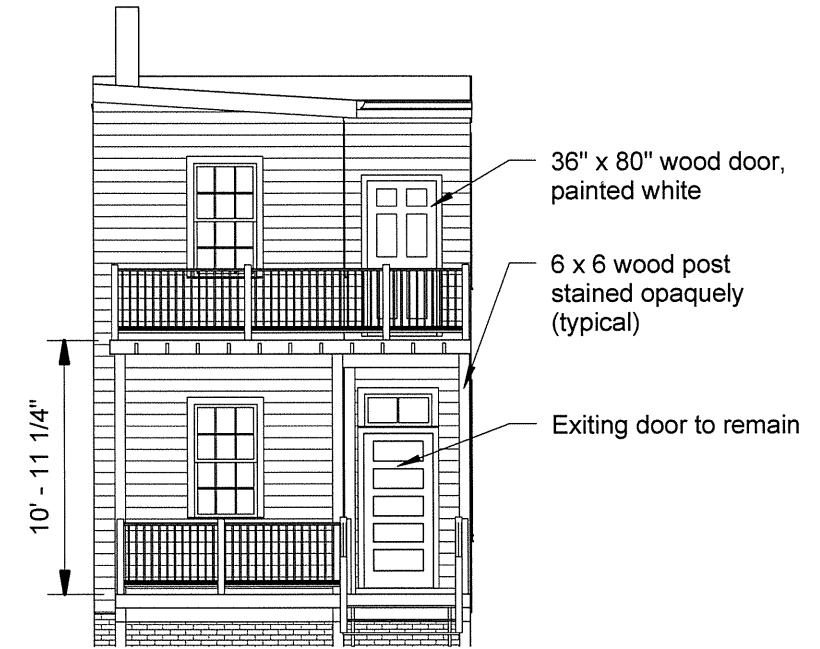 36" x 80" wood door,
painted white
6 x 6 wood post
stained opaquely
(typical)
Exiting door to remain
10' - 11 1/4"